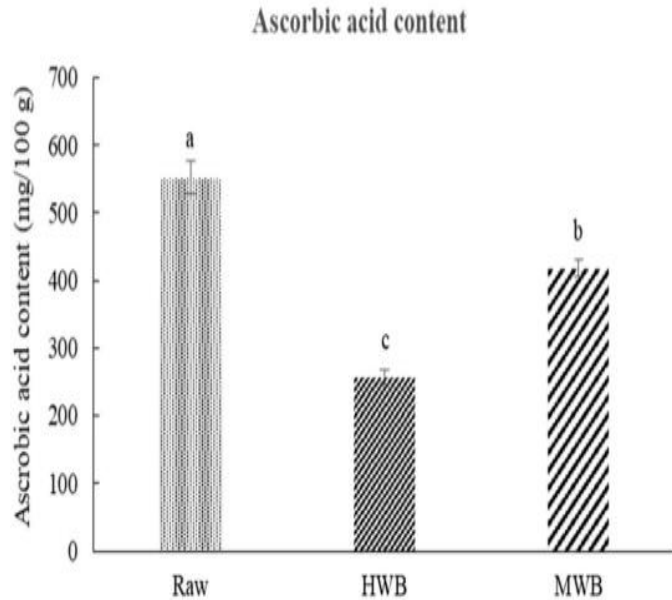 Ascorbic acid content
Ascrobic acid content (mg/100 g)
700
600
500
400
300
200
100
0
a
c
b
Raw
HWB
MWB